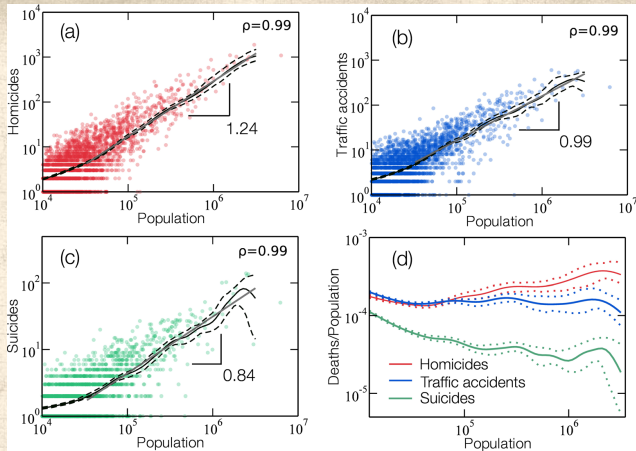 (a)
ρ=0.99
10^4
10^3
10^2
10^1
10^0
Homicides
1.24
10^4 10^5 10^6 10^7
Population
(b)
ρ=0.99
10^4
10^3
10^2
10^1
10^0
Traffic accidents
0.99
10^4 10^5 10^6 10^7
Population
(c)
ρ=0.99
10^2
10^1
10^0
Suicides
0.84
10^4 10^5 10^6 10^7
Population
(d)
10^-3
10^-4
10^-5
Deaths/Population
Homicides
Traffic accidents
Suicides
10^5 10^6
Population